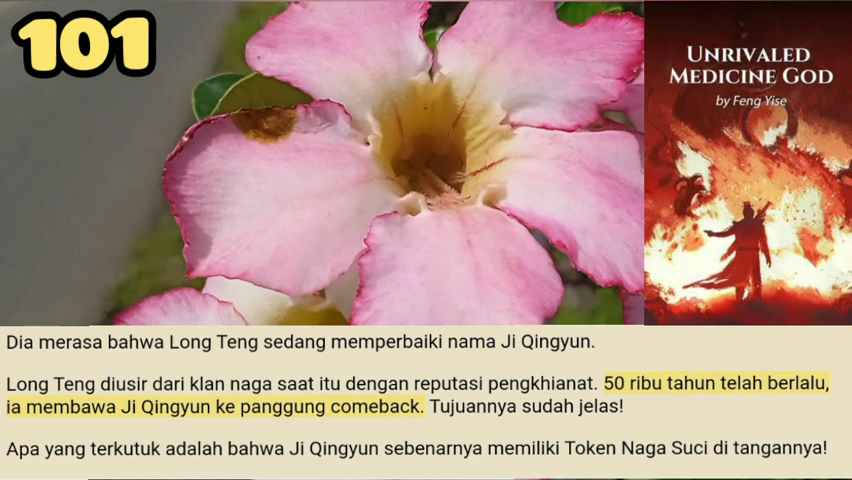 101
UNRIVALED
MEDICINE GOD
by Feng Yise
Dia merasa bahwa Long Teng sedang memperbaiki nama Ji Qingyun.
Long Teng diusir dari klan naga saat itu dengan reputasi pengkhianat. 50 ribu tahun telah berlalu,
ia membawa Ji Qingyun ke panggung comeback. Tujuannya sudah jelas!
Apa yang terkutuk adalah bahwa Ji Qingyun sebenarnya memiliki Token Naga Suci di tangannya!